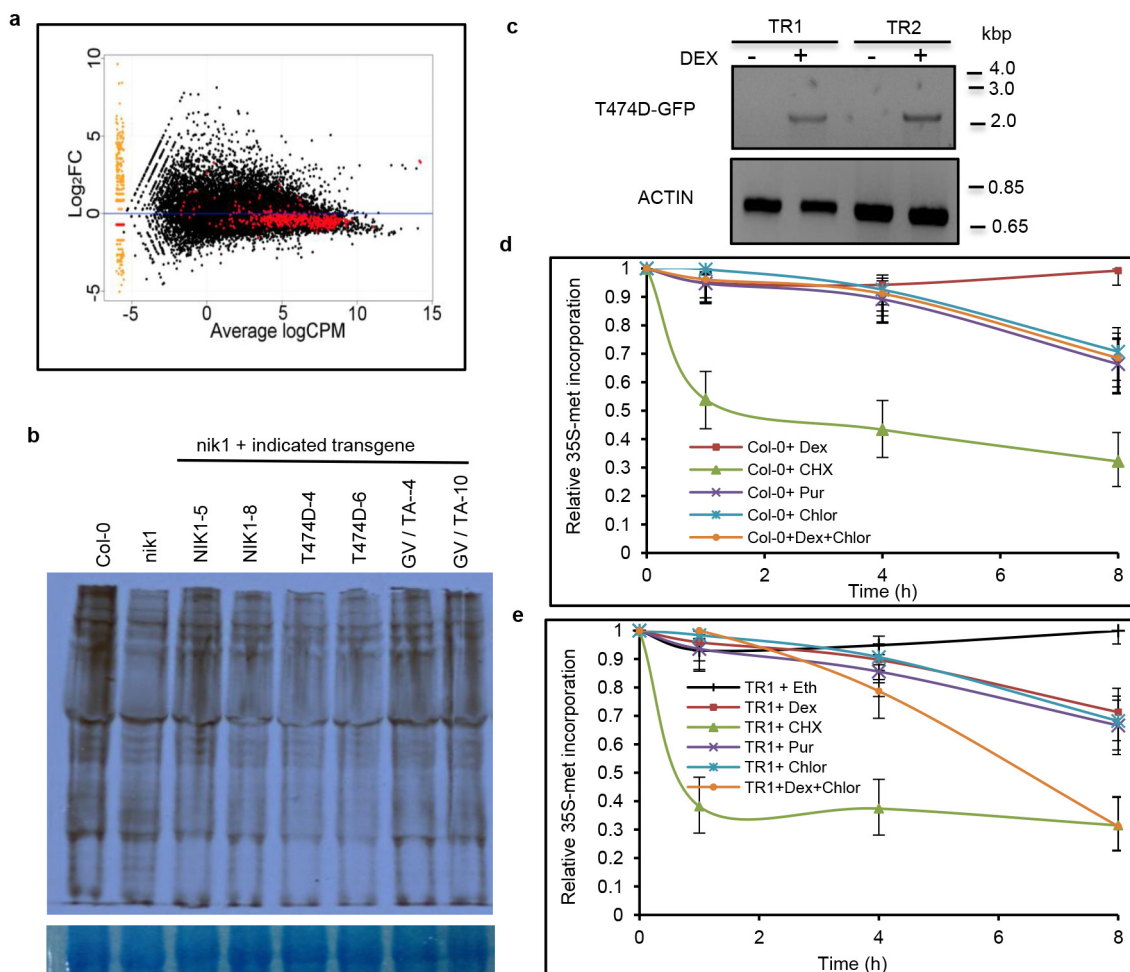 a
10
5
0
-5
Log2FC
-5
0
5
10
15
Average logCPM
b
nik1 + indicated transgene
Col-0
nik1
NIK1-5
NIK1-8
T474D-4
T474D-6
GV / TA--4
GV / TA-10
c
TR1 TR2 kbp
DEX - + - +
T474D-GFP
4.0
3.0
2.0
ACTIN
0.85
0.65
d
Relative 35S-met incorporation
1
0.9
0.8
0.7
0.6
0.5
0.4
0.3
0.2
0.1
0
Col-0+ Dex
Col-0+ CHX
Col-0+ Pur
Col-0+ Chlor
Col-0+Dex+Chlor
0 2 4 6 8
Time (h)
e
Relative 35S-met incorporation
1
0.9
0.8
0.7
0.6
0.5
0.4
0.3
0.2
0.1
0
TR1 + Eth
TR1+ Dex
TR1+ CHX
TR1+ Pur
TR1+ Chlor
TR1+Dex+Chlor
0 2 4 6 8
Time (h)